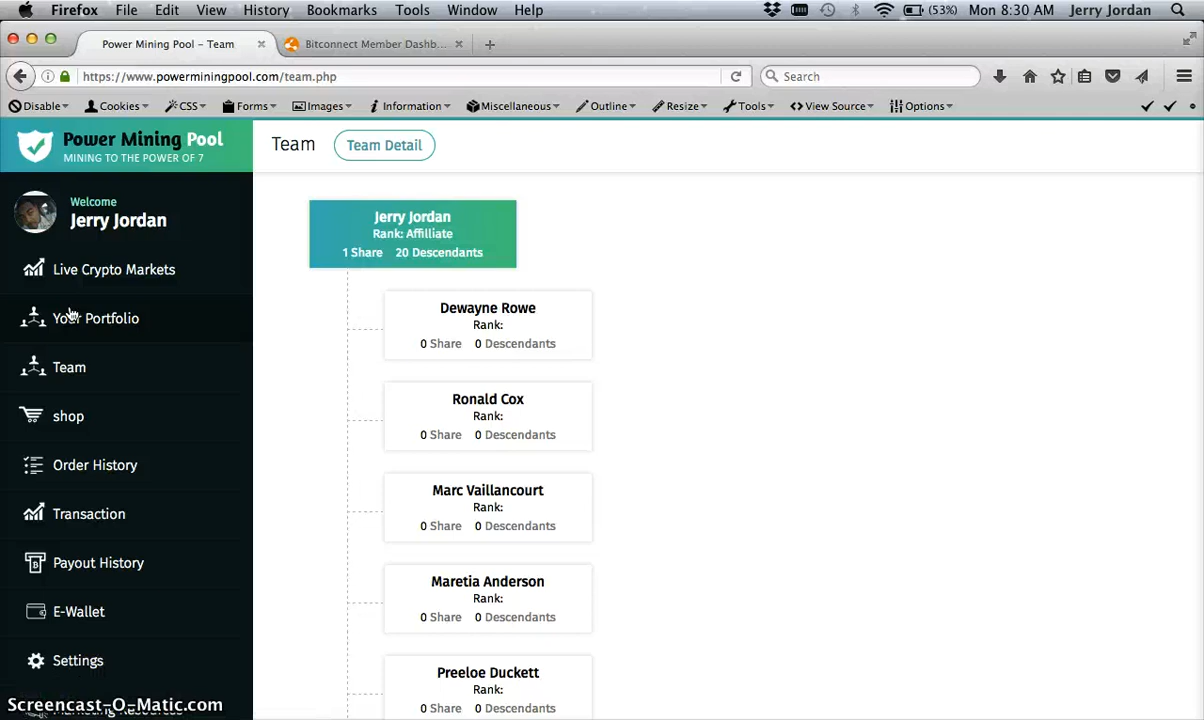 Firefox File Edit View History Bookmarks Tools Window Help (53%) Mon 8:30 AM Jerry Jordan
Power Mining Pool - Team Bitconnect Member Dashb...
https://www.powerminingpool.com/team.php Search
Disable Cookies CSS Forms Images Information Miscellaneous Outline Resize Tools View Source Options
Power Mining Pool
MINING TO THE POWER OF 7
Team Team Detail
Welcome
Jerry Jordan
Live Crypto Markets
Your Portfolio
Team
shop
Order History
Transaction
Payout History
E-Wallet
Settings
Jerry Jordan
Rank: Affilliate
1 Share 20 Descendants
Dewayne Rowe
Rank:
0 Share 0 Descendants
Ronald Cox
Rank:
0 Share 0 Descendants
Marc Vaillancourt
Rank:
0 Share 0 Descendants
Maretia Anderson
Rank:
0 Share 0 Descendants
Preeloe Duckett
Rank:
0 Share 0 Descendants
Screencast-O-Matic.com